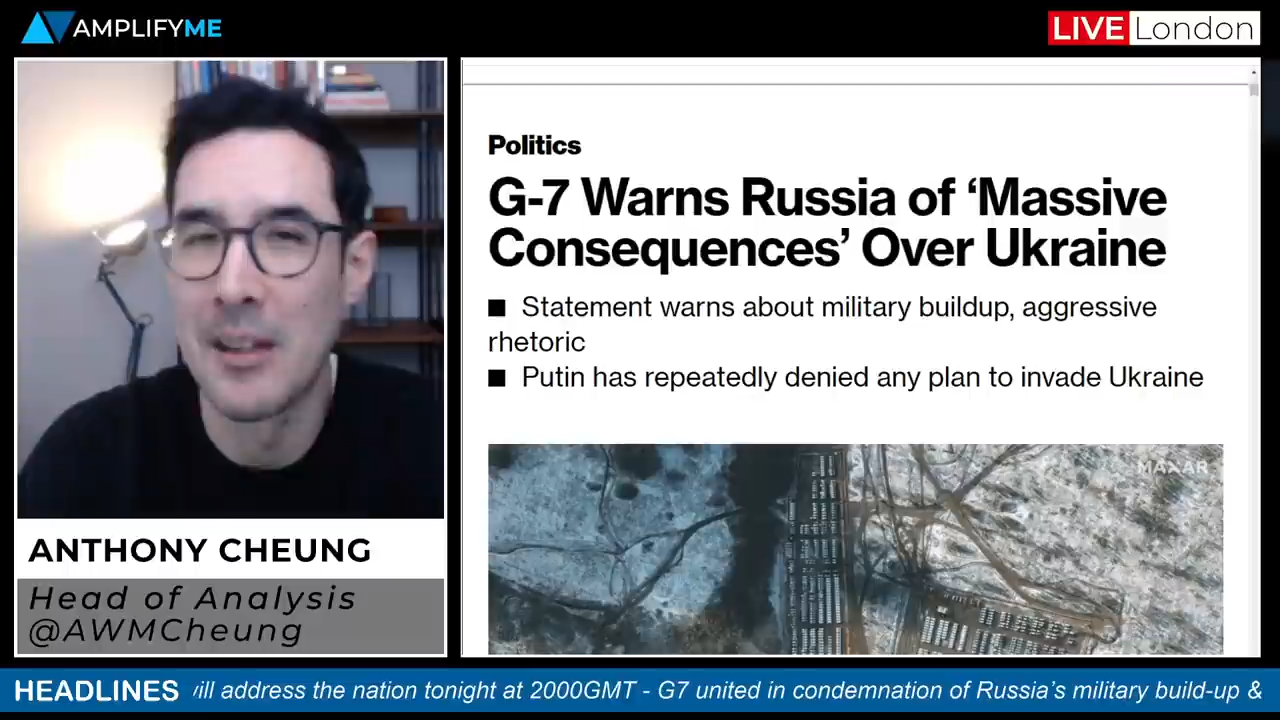 AMPLIFYME
LIVE London
Politics
G-7 Warns Russia of ‘Massive
Consequences’ Over Ukraine
■ Statement warns about military buildup, aggressive
rhetoric
■ Putin has repeatedly denied any plan to invade Ukraine
MAXAR
ANTHONY CHEUNG
Head of Analysis
@AWMCheung
HEADLINES will address the nation tonight at 2000GMT - G7 united in condemnation of Russia’s military build-up &